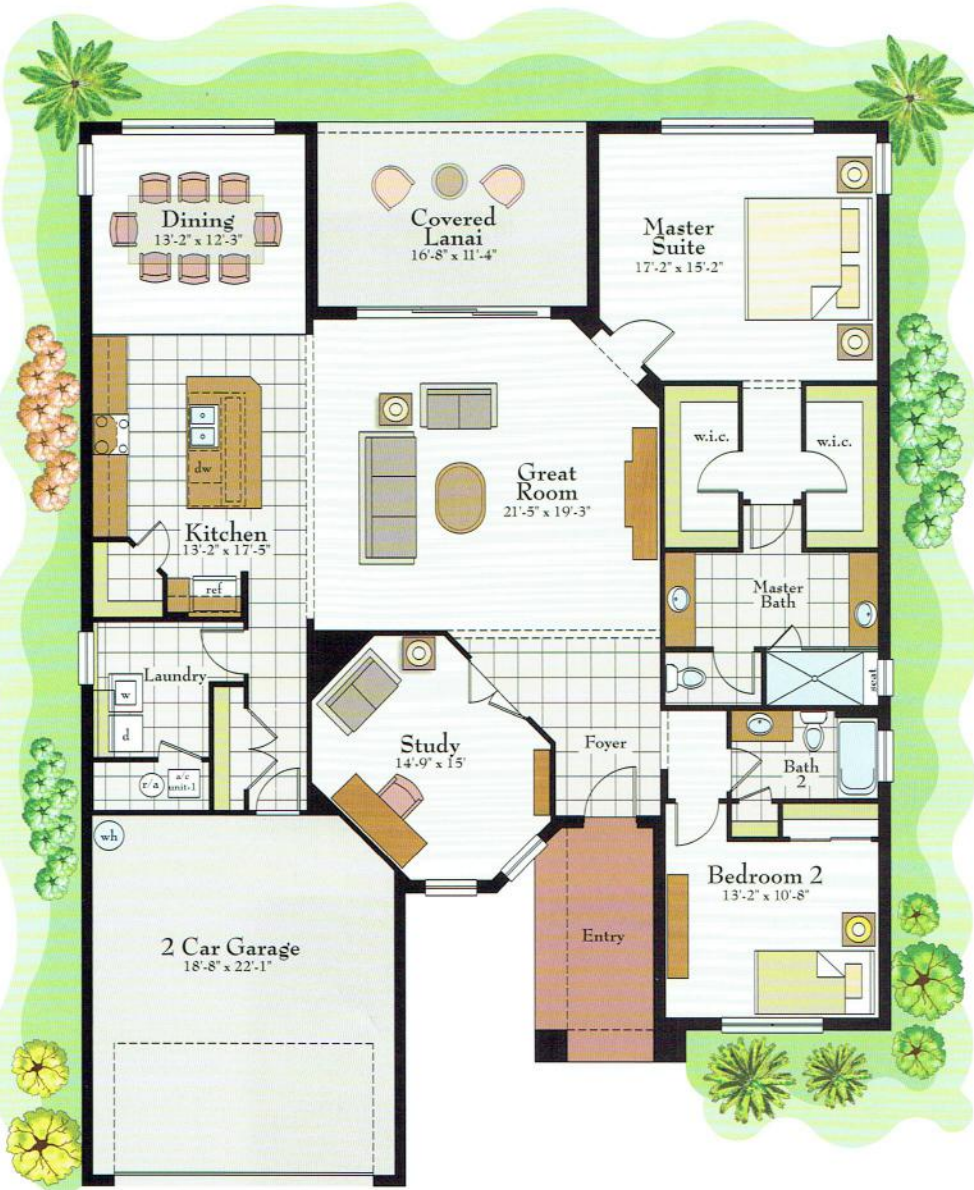 Dining
13'-2" x 12'-3"
Covered
Lanai
16'-8" x 11'-4"
Master
Suite
17'-2" x 15'-2"
w.i.c.
w.i.c.
dw
Great
Room
21'-5" x 19'-3"
Kitchen
13'-2" x 17'-5"
ref
Master
Bath
Laundry
w
d
seat
r/a
a/c
unit-1
Study
14'-9" x 15'
Foyer
Bath
2
wh
Bedroom 2
13'-2" x 10'-8"
2 Car Garage
18'-8" x 22'-1"
Entry